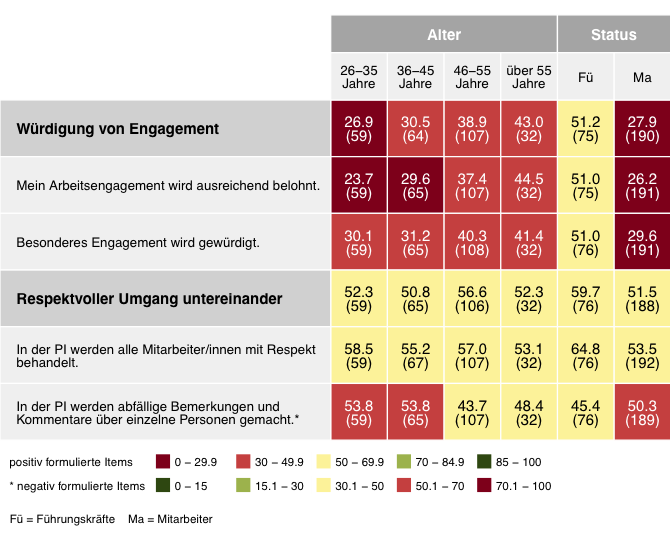 Alter Status
26–35 Jahre 36–45 Jahre 46–55 Jahre über 55 Jahre Fü Ma
Würdigung von Engagement 26.9 (59) 30.5 (64) 38.9 (107) 43.0 (32) 51.2 (75) 27.9 (190)
Mein Arbeitsengagement wird ausreichend belohnt. 23.7 (59) 29.6 (65) 37.4 (107) 44.5 (32) 51.0 (75) 26.2 (191)
Besonderes Engagement wird gewürdigt. 30.1 (59) 31.2 (65) 40.3 (108) 41.4 (32) 51.0 (76) 29.6 (191)
Respektvoller Umgang untereinander 52.3 (59) 50.8 (65) 56.6 (106) 52.3 (32) 59.7 (76) 51.5 (188)
In der PI werden alle Mitarbeiter/innen mit Respekt
behandelt. 58.5 (59) 55.2 (67) 57.0 (107) 53.1 (32) 64.8 (76) 53.5 (192)
In der PI werden abfällige Bemerkungen und
Kommentare über einzelne Personen gemacht.* 53.8 (59) 53.8 (65) 43.7 (107) 48.4 (32) 45.4 (76) 50.3 (189)
positiv formulierte Items 0 – 29.9 30 – 49.9 50 – 69.9 70 – 84.9 85 – 100
* negativ formulierte Items 0 – 15 15.1 – 30 30.1 – 50 50.1 – 70 70.1 – 100
Fü = Führungskräfte Ma = Mitarbeiter